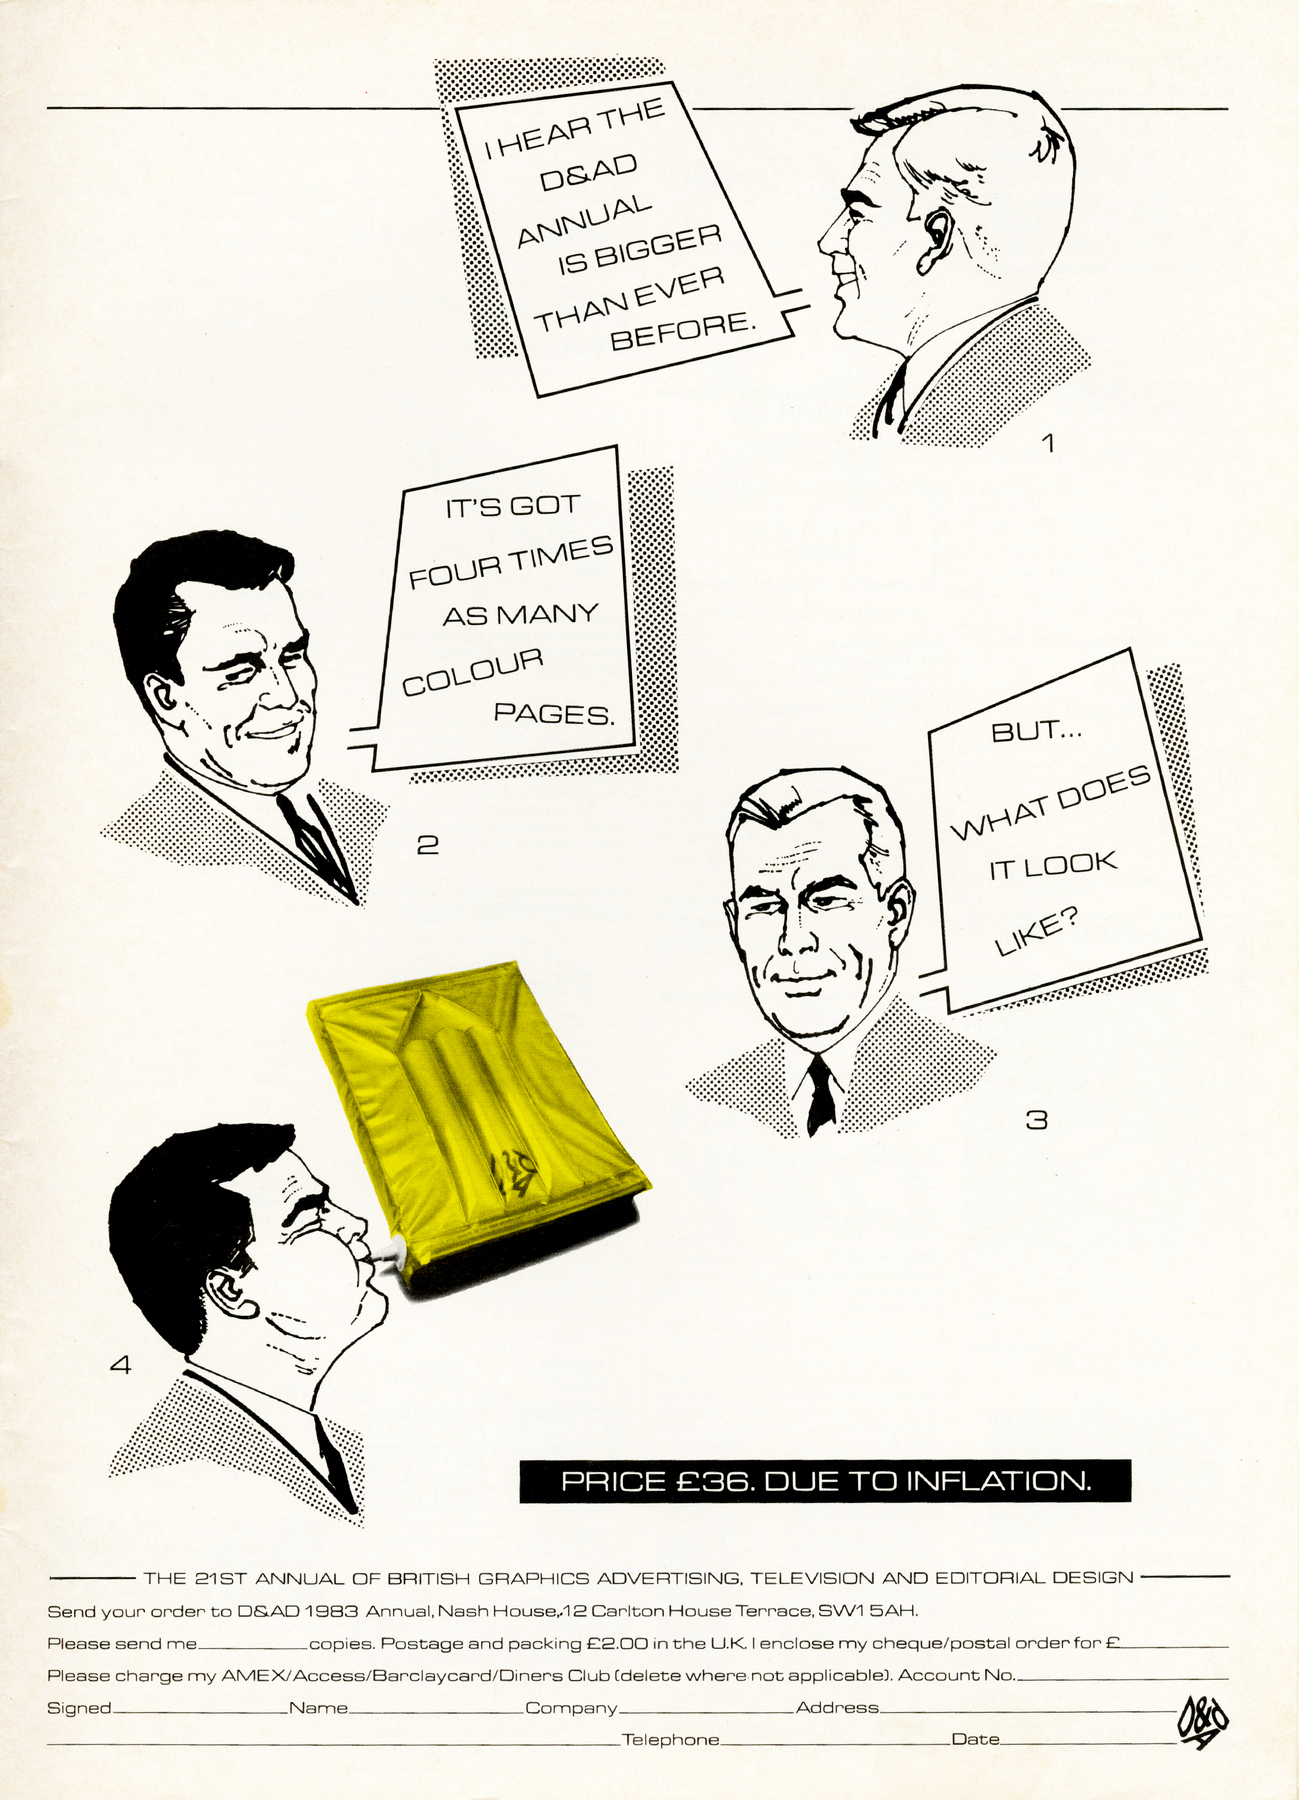 I HEAR THE
D&AD
ANNUAL
IS BIGGER
THAN EVER
BEFORE.
1
IT'S GOT
FOUR TIMES
AS MANY
COLOUR
PAGES.
2
BUT...
WHAT DOES
IT LOOK
LIKE?
3
4
PRICE £36. DUE TO INFLATION.
THE 21ST ANNUAL OF BRITISH GRAPHICS ADVERTISING, TELEVISION AND EDITORIAL DESIGN
Send your order to D&AD 1983 Annual, Nash House, 12 Carlton House Terrace, SW1 5AH.
Please send me copies. Postage and packing £2.00 in the U.K. I enclose my cheque/postal order for £
Please charge my AMEX/Access/Barclaycard/Diners Club (delete where not applicable). Account No.
Signed Name Company Address
Telephone Date
D&AD